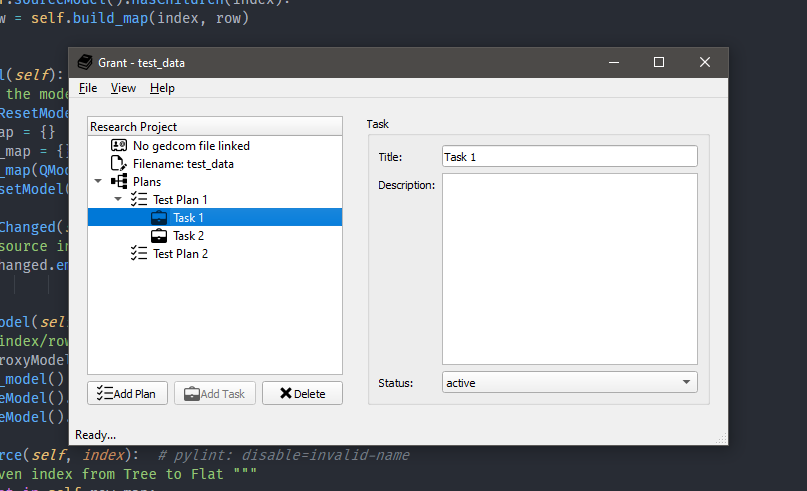 .sourceModel().hasChildren(index):
w = self.build_map(index, row)
Grant - test_data
File View Help
l(self):
the mode
ResetMode
ap = {}
_map = {}
_map(QMod
setModel(
Changed(
source in
changed.em
odel(sel
index/row
roxyModel
_model()
eModel().
eModel().
rce(self, index): # pylint: disable=invalid-name
ven index from Tree to Flat """
t in self.row_map:
Research Project
No gedcom file linked
Filename: test_data
Plans
Test Plan 1
Task 1
Task 2
Test Plan 2
Add Plan Add Task Delete
Task
Title: Task 1
Description:
Status: active
Ready...